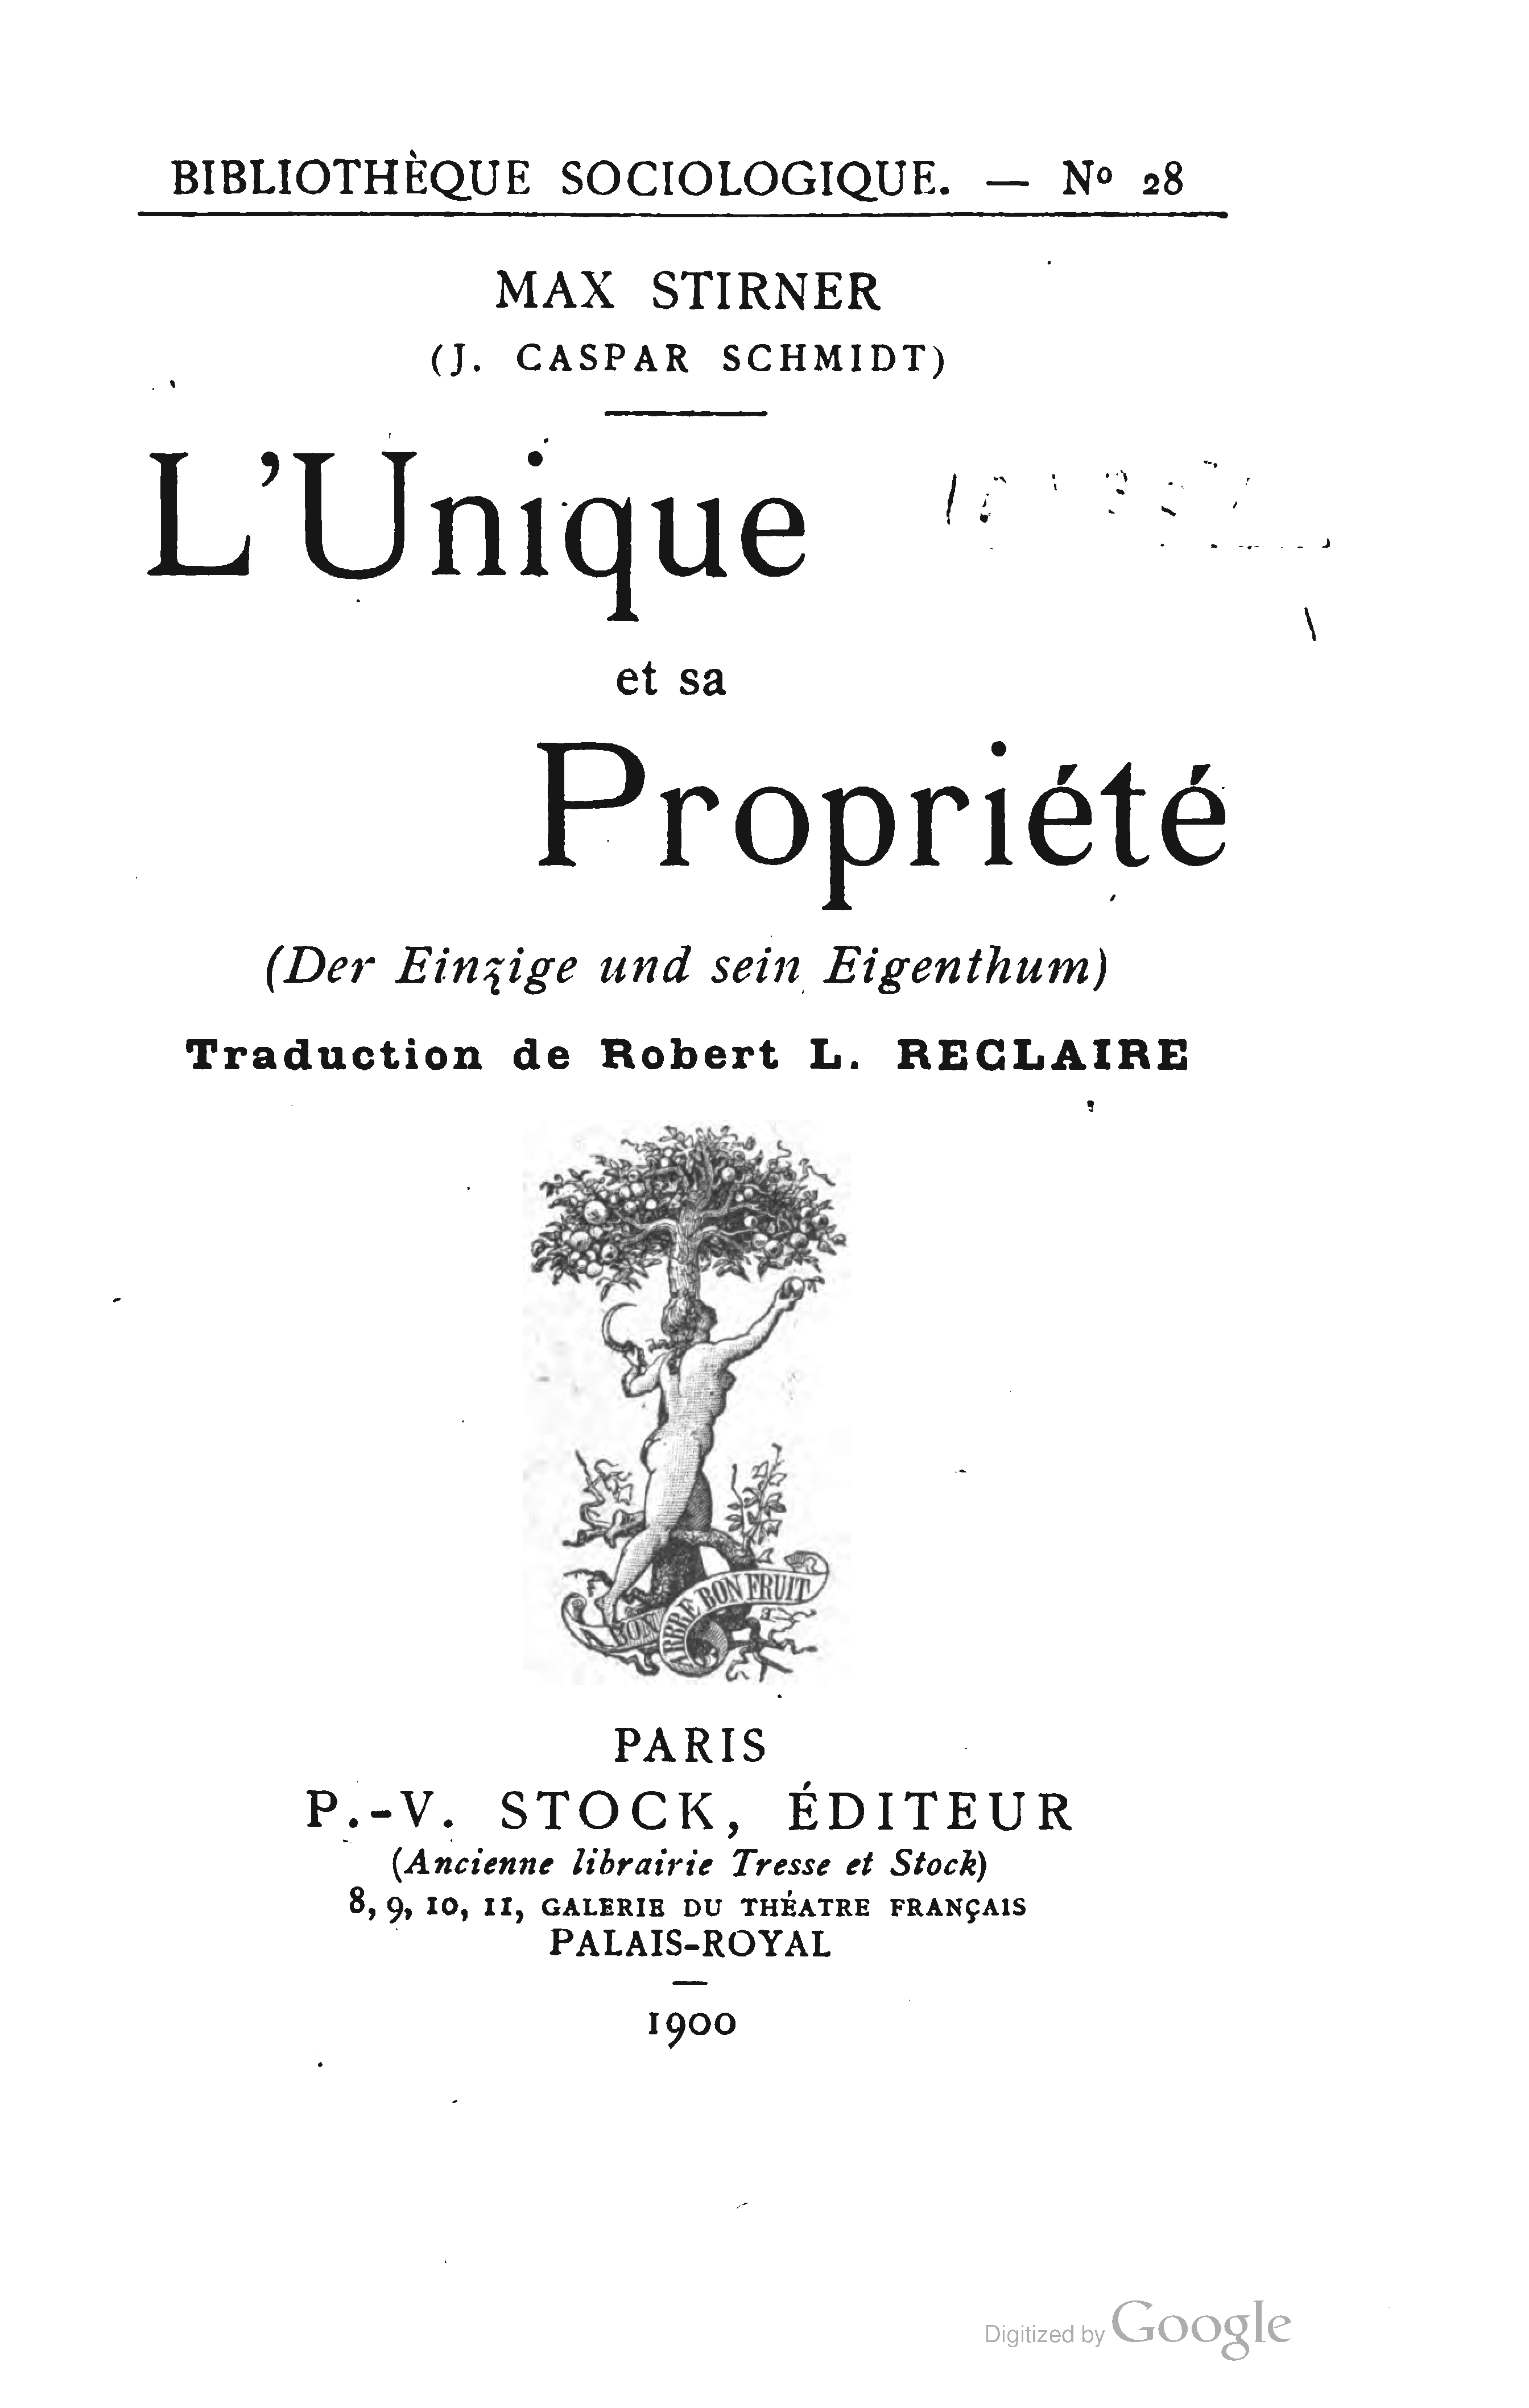 BIBLIOTHÈQUE SOCIOLOGIQUE. — Nº 28
MAX STIRNER
(J. CASPAR SCHMIDT)
L'Unique
et sa
Propriété
(Der Einzige und sein Eigenthum)
Traduction de Robert L. RECLAIRE
A BON ARBRE BON FRUIT
PARIS
P.-V. STOCK, ÉDITEUR
(Ancienne librairie Tresse et Stock)
8, 9, 10, 11, GALERIE DU THÉATRE FRANÇAIS
PALAIS-ROYAL
1900
Digitized by Google